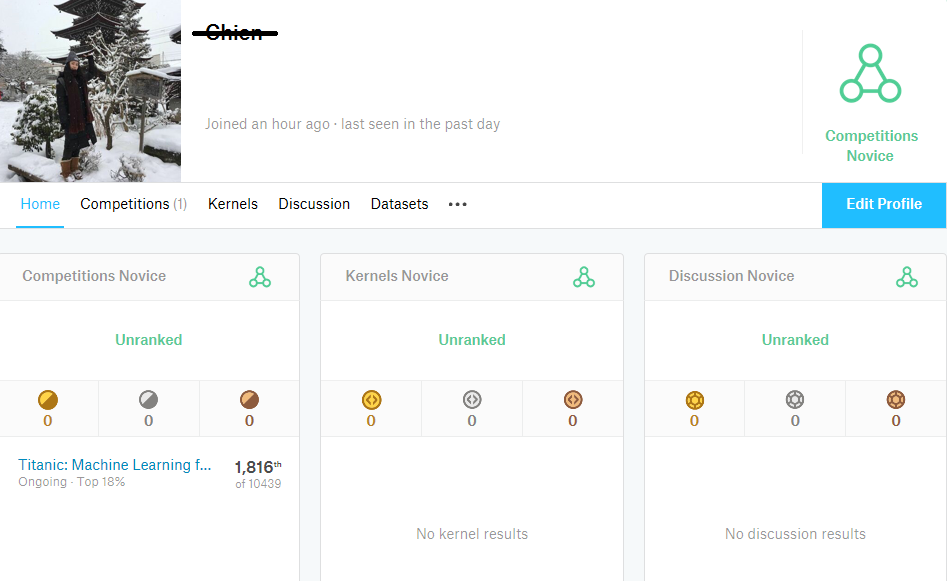 Chien
Joined an hour ago · last seen in the past day
Competitions
Novice
Home Competitions (1) Kernels Discussion Datasets •••
Edit Profile
Competitions Novice
Kernels Novice
Discussion Novice
Unranked
Unranked
Unranked
0 0 0
0 0 0
0 0 0
Titanic: Machine Learning f... 1,816th
Ongoing · Top 18% of 10439
No kernel results
No discussion results